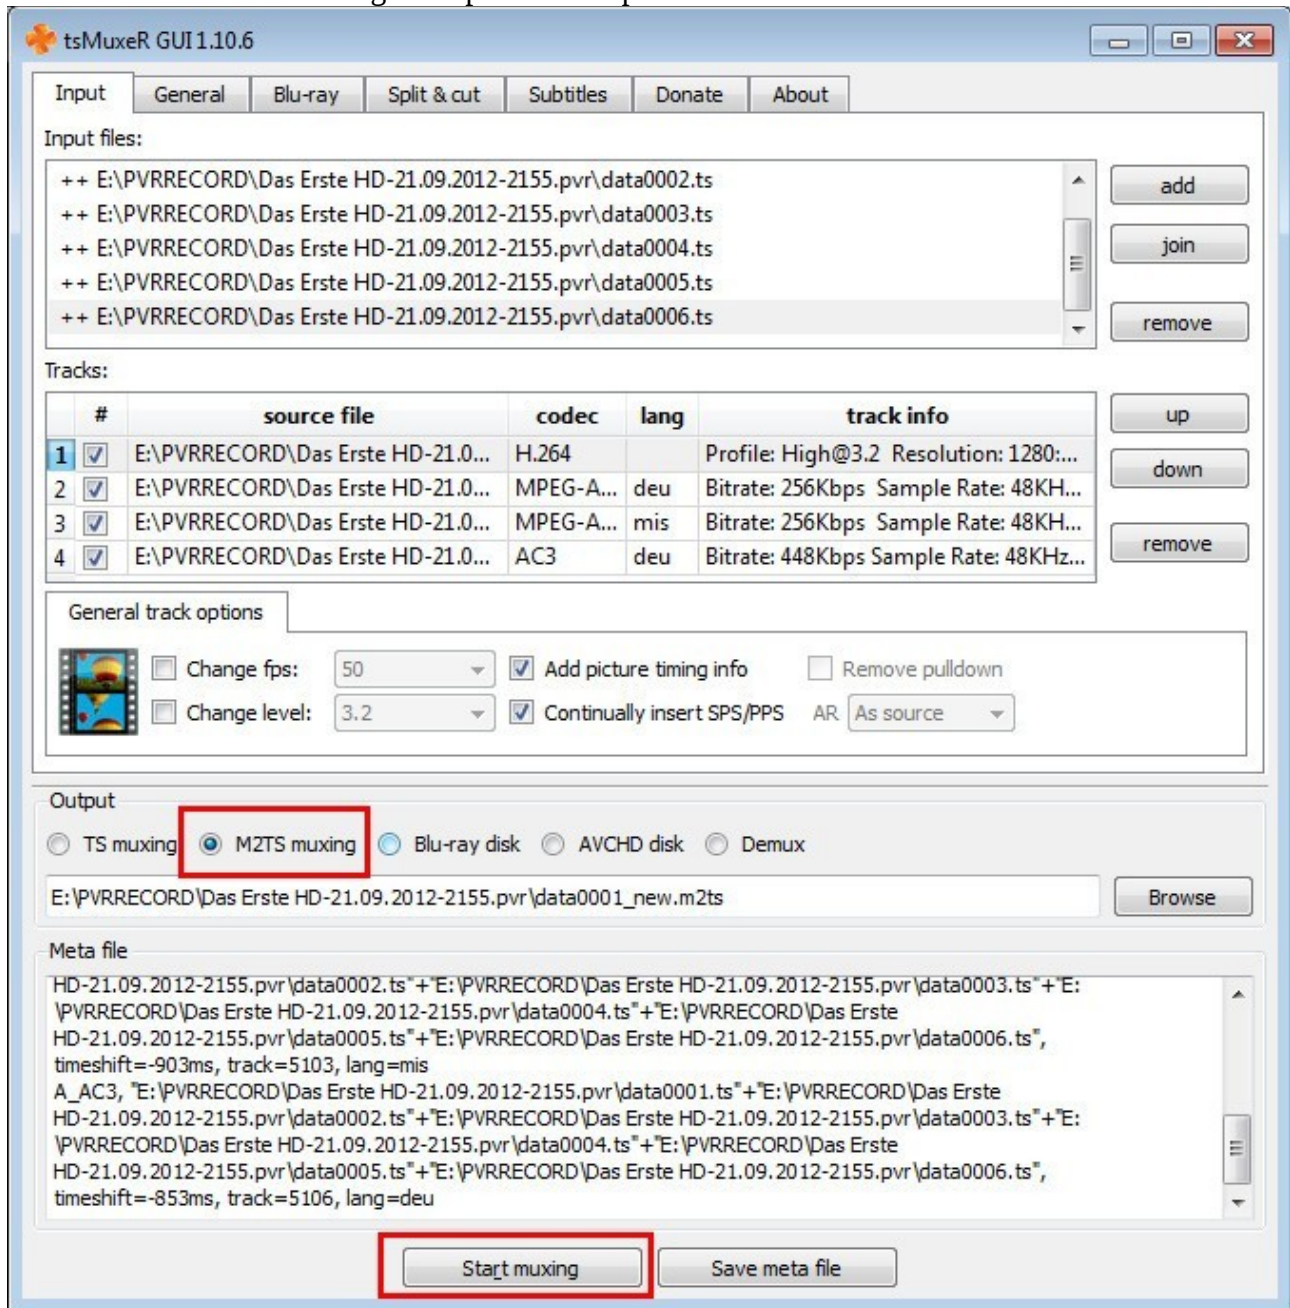 tsMuxeR GUI 1.10.6
Input General Blu-ray Split & cut Subtitles Donate About
Input files:
++ E:\PVRRECORD\Das Erste HD-21.09.2012-2155.pvr\data0002.ts
++ E:\PVRRECORD\Das Erste HD-21.09.2012-2155.pvr\data0003.ts
++ E:\PVRRECORD\Das Erste HD-21.09.2012-2155.pvr\data0004.ts
++ E:\PVRRECORD\Das Erste HD-21.09.2012-2155.pvr\data0005.ts
++ E:\PVRRECORD\Das Erste HD-21.09.2012-2155.pvr\data0006.ts
add
join
remove
Tracks:
# source file codec lang track info
1 E:\PVRRECORD\Das Erste HD-21.0... H.264 Profile: High@3.2 Resolution: 1280:...
2 E:\PVRRECORD\Das Erste HD-21.0... MPEG-A... deu Bitrate: 256Kbps Sample Rate: 48KH...
3 E:\PVRRECORD\Das Erste HD-21.0... MPEG-A... mis Bitrate: 256Kbps Sample Rate: 48KH...
4 E:\PVRRECORD\Das Erste HD-21.0... AC3 deu Bitrate: 448Kbps Sample Rate: 48KHz...
up
down
remove
General track options
Change fps: 50 Add picture timing info Remove pulldown
Change level: 3.2 Continually insert SPS/PPS AR As source
Output
TS muxing M2TS muxing Blu-ray disk AVCHD disk Demux
E:\PVRRECORD\Das Erste HD-21.09.2012-2155.pvr\data0001_new.m2ts Browse
Meta file
HD-21.09.2012-2155.pvr\data0002.ts"+"E:\PVRRECORD\Das Erste HD-21.09.2012-2155.pvr\data0003.ts"+"E:
\PVRRECORD\Das Erste HD-21.09.2012-2155.pvr\data0004.ts"+"E:\PVRRECORD\Das Erste
HD-21.09.2012-2155.pvr\data0005.ts"+"E:\PVRRECORD\Das Erste HD-21.09.2012-2155.pvr\data0006.ts",
timeshift=-903ms, track=5103, lang=mis
A_AC3, "E:\PVRRECORD\Das Erste HD-21.09.2012-2155.pvr\data0001.ts"+"E:\PVRRECORD\Das Erste
HD-21.09.2012-2155.pvr\data0002.ts"+"E:\PVRRECORD\Das Erste HD-21.09.2012-2155.pvr\data0003.ts"+"E:
\PVRRECORD\Das Erste HD-21.09.2012-2155.pvr\data0004.ts"+"E:\PVRRECORD\Das Erste
HD-21.09.2012-2155.pvr\data0005.ts"+"E:\PVRRECORD\Das Erste HD-21.09.2012-2155.pvr\data0006.ts",
timeshift=-853ms, track=5106, lang=deu
Start muxing Save meta file